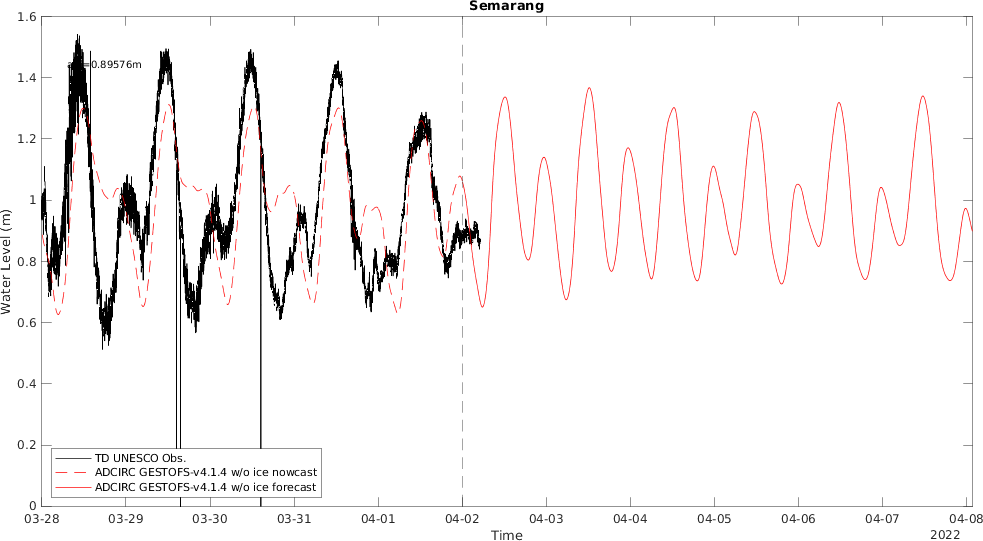 Semarang
=0.89576m
Water Level (m)
1.6
1.4
1.2
1
0.8
0.6
0.4
0.2
0
TD UNESCO Obs.
ADCIRC GESTOFS-v4.1.4 w/o ice nowcast
ADCIRC GESTOFS-v4.1.4 w/o ice forecast
03-28 03-29 03-30 03-31 04-01 04-02 04-03 04-04 04-05 04-06 04-07 04-08
Time
2022